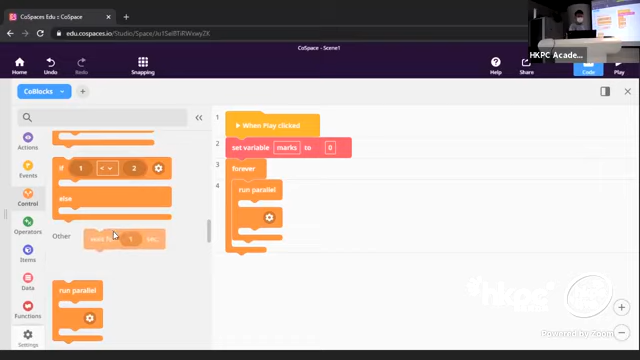 CoSpaces Edu : CoSpace
edu.cospaces.io/Studio/Space/
HKPC Acade...
Home
Undo
Redo
Snapping
CoSpace - Scene1
Help
Share
Code
Play
CoBlocks
Actions
Events
Control
Operators
Items
Data
Functions
Settings
if 1 < 2
else
Other
wait for 1 sec.
run parallel
1
When Play clicked
2
set variable marks to 0
3
forever
4
run parallel
hkpc
Powered by Zoom